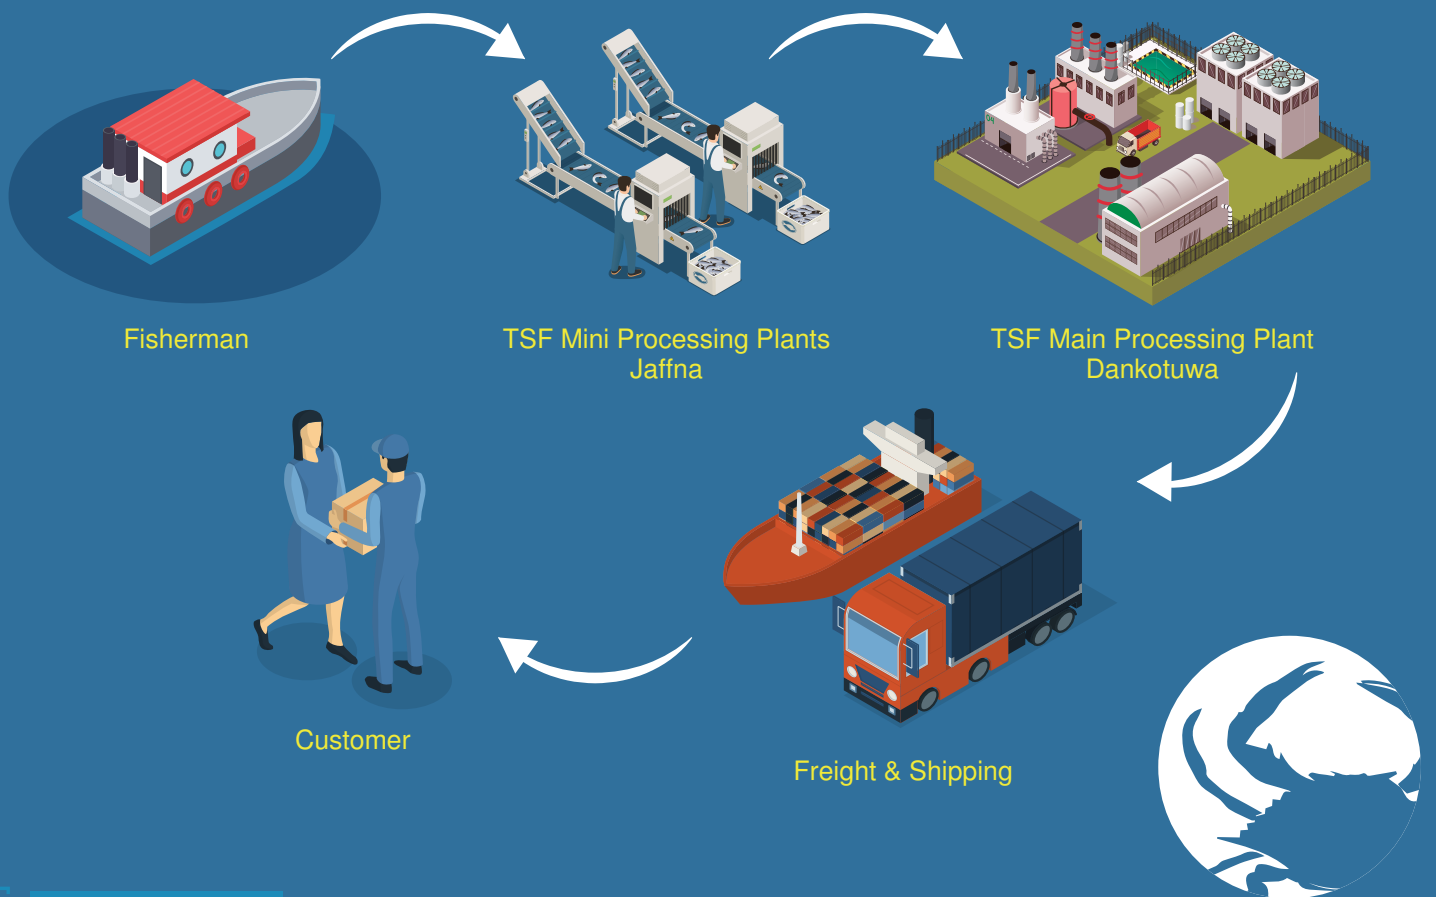 Fisherman
TSF Mini Processing Plants
Jaffna
TSF Main Processing Plant
Dankotuwa
Customer
Freight & Shipping